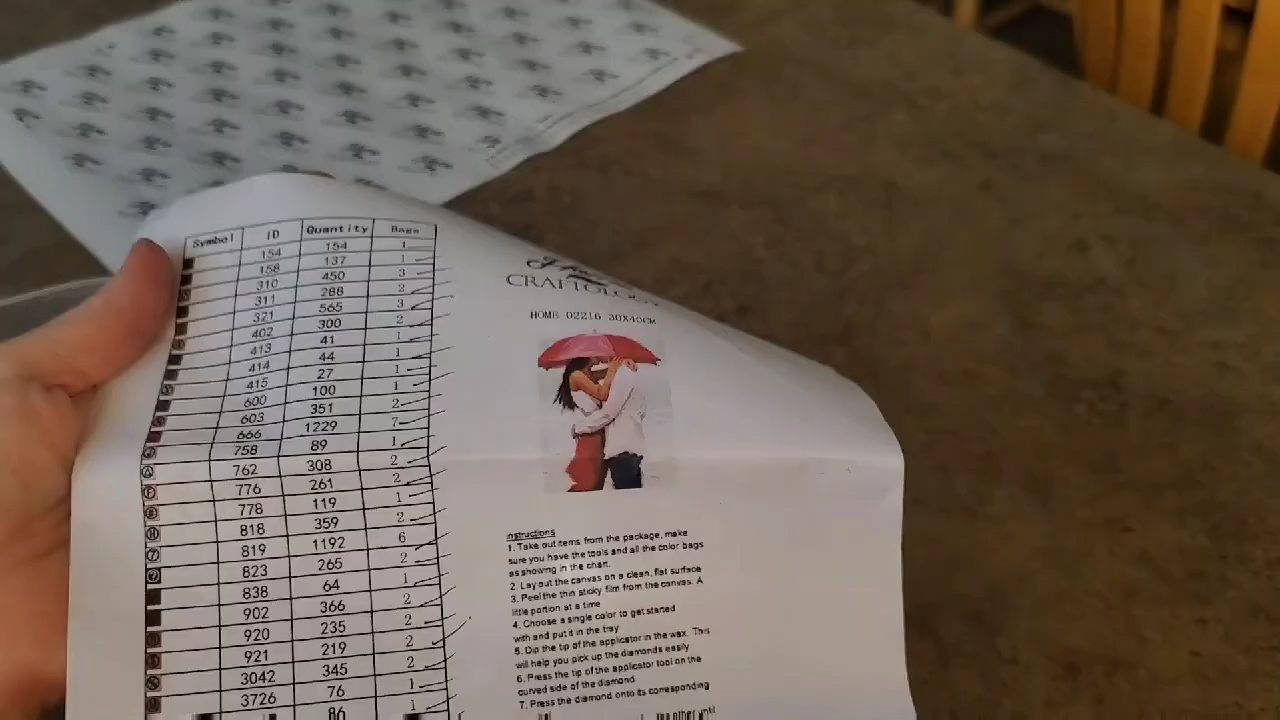 Symbol ID Quantity Bags
154 154 1
158 137 1
310 450 3
311 288 2
321 565 3
402 300 2
413 41 1
414 44 1
415 27 1
600 100 1
603 351 2
666 1229 7
758 89 1
762 308 2
776 261 2
778 119 1
818 359 2
819 1192 6
823 265 2
838 64 1
902 366 2
920 235 2
921 219 2
3042 345 2
3726 76 1
86
CRAFTOLOGY
HOME 02216 30X40CM
Instructions
1. Take out items from the package, make
sure you have the tools and all the color bags
as showing in the chart.
2. Lay out the canvas on a clean, flat surface
3. Peel the thin sticky film from the canvas. A
little portion at a time
4. Choose a single color to get started
with and put it in the tray
5. Dip the tip of the applicator in the wax. This
will help you pick up the diamonds easily
6. Press the tip of the applicator tool on the
curved side of the diamond
7. Press the diamond onto its corresponding
the other until